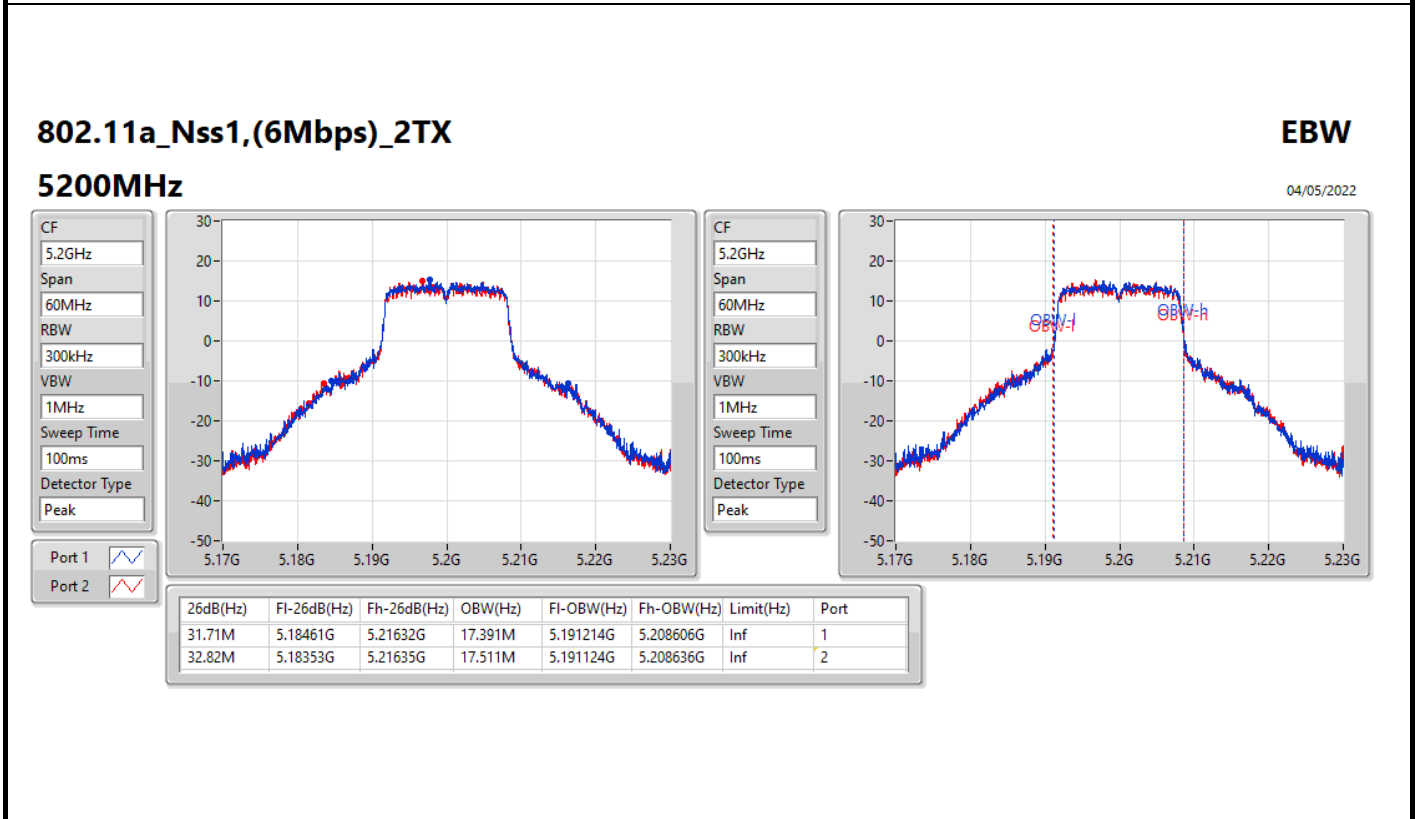 802.11a_Nss1,(6Mbps)_2TX
EBW
5200MHz
04/05/2022
CF
5.2GHz
Span
60MHz
RBW
300kHz
VBW
1MHz
Sweep Time
100ms
Detector Type
Peak
Port 1
Port 2
30
20
10
0
-10
-20
-30
-40
-50
5.17G 5.18G 5.19G 5.2G 5.21G 5.22G 5.23G
CF
5.2GHz
Span
60MHz
RBW
300kHz
VBW
1MHz
Sweep Time
100ms
Detector Type
Peak
30
20
10
0
-10
-20
-30
-40
-50
OBW-l
OBW-l
OBW-h
OBW-h
5.17G 5.18G 5.19G 5.2G 5.21G 5.22G 5.23G
26dB(Hz) Fl-26dB(Hz) Fh-26dB(Hz) OBW(Hz) Fl-OBW(Hz) Fh-OBW(Hz) Limit(Hz) Port
31.71M 5.18461G 5.21632G 17.391M 5.191214G 5.208606G Inf 1
32.82M 5.18353G 5.21635G 17.511M 5.191124G 5.208636G Inf 2